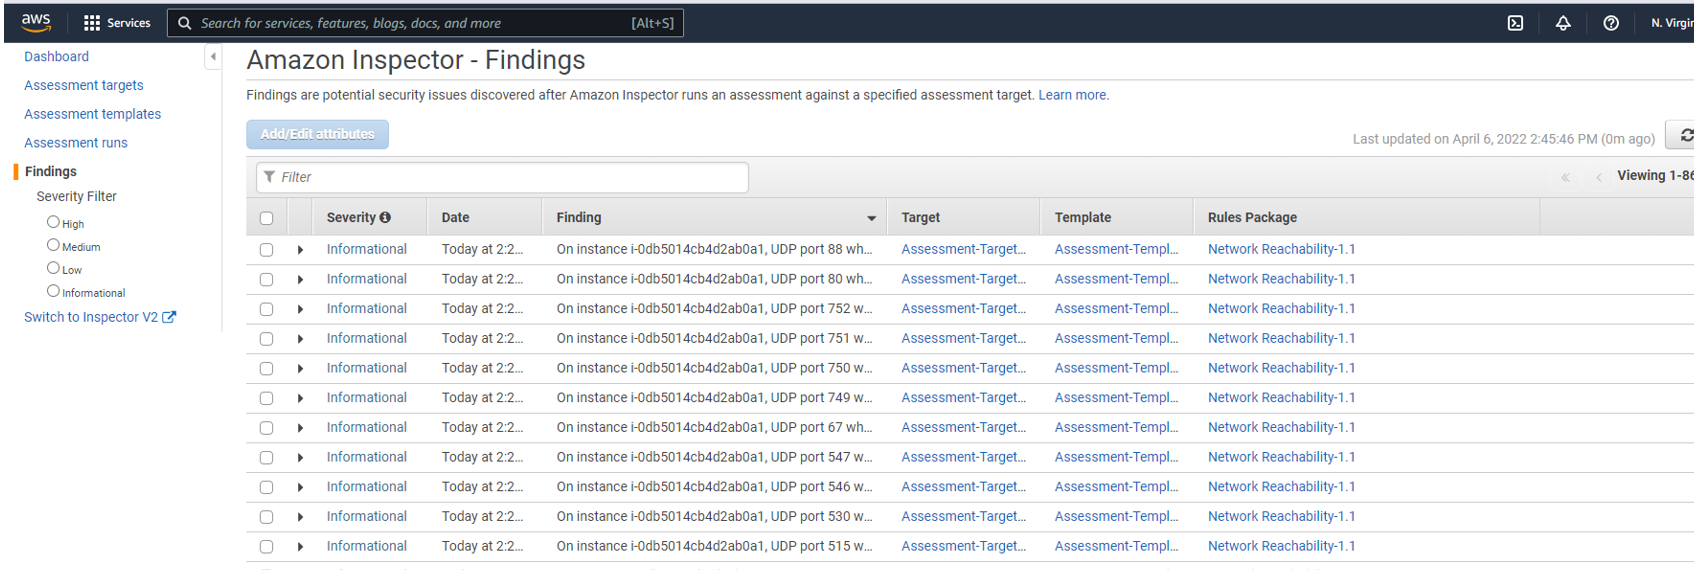 aws Services Search for services, features, blogs, docs, and more [Alt+S] N. Virgin
Dashboard
Assessment targets
Assessment templates
Assessment runs
Findings
Severity Filter
High
Medium
Low
Informational
Switch to Inspector V2
Amazon Inspector - Findings
Findings are potential security issues discovered after Amazon Inspector runs an assessment against a specified assessment target. Learn more.
Add/Edit attributes
Last updated on April 6, 2022 2:45:46 PM (0m ago)
Filter
« ‹ Viewing 1-86
Severity Date Finding Target Template Rules Package
Informational Today at 2:2... On instance i-0db5014cb4d2ab0a1, UDP port 88 wh... Assessment-Target... Assessment-Templ... Network Reachability-1.1
Informational Today at 2:2... On instance i-0db5014cb4d2ab0a1, UDP port 80 wh... Assessment-Target... Assessment-Templ... Network Reachability-1.1
Informational Today at 2:2... On instance i-0db5014cb4d2ab0a1, UDP port 752 w... Assessment-Target... Assessment-Templ... Network Reachability-1.1
Informational Today at 2:2... On instance i-0db5014cb4d2ab0a1, UDP port 751 w... Assessment-Target... Assessment-Templ... Network Reachability-1.1
Informational Today at 2:2... On instance i-0db5014cb4d2ab0a1, UDP port 750 w... Assessment-Target... Assessment-Templ... Network Reachability-1.1
Informational Today at 2:2... On instance i-0db5014cb4d2ab0a1, UDP port 749 w... Assessment-Target... Assessment-Templ... Network Reachability-1.1
Informational Today at 2:2... On instance i-0db5014cb4d2ab0a1, UDP port 67 wh... Assessment-Target... Assessment-Templ... Network Reachability-1.1
Informational Today at 2:2... On instance i-0db5014cb4d2ab0a1, UDP port 547 w... Assessment-Target... Assessment-Templ... Network Reachability-1.1
Informational Today at 2:2... On instance i-0db5014cb4d2ab0a1, UDP port 546 w... Assessment-Target... Assessment-Templ... Network Reachability-1.1
Informational Today at 2:2... On instance i-0db5014cb4d2ab0a1, UDP port 530 w... Assessment-Target... Assessment-Templ... Network Reachability-1.1
Informational Today at 2:2... On instance i-0db5014cb4d2ab0a1, UDP port 515 w... Assessment-Target... Assessment-Templ... Network Reachability-1.1